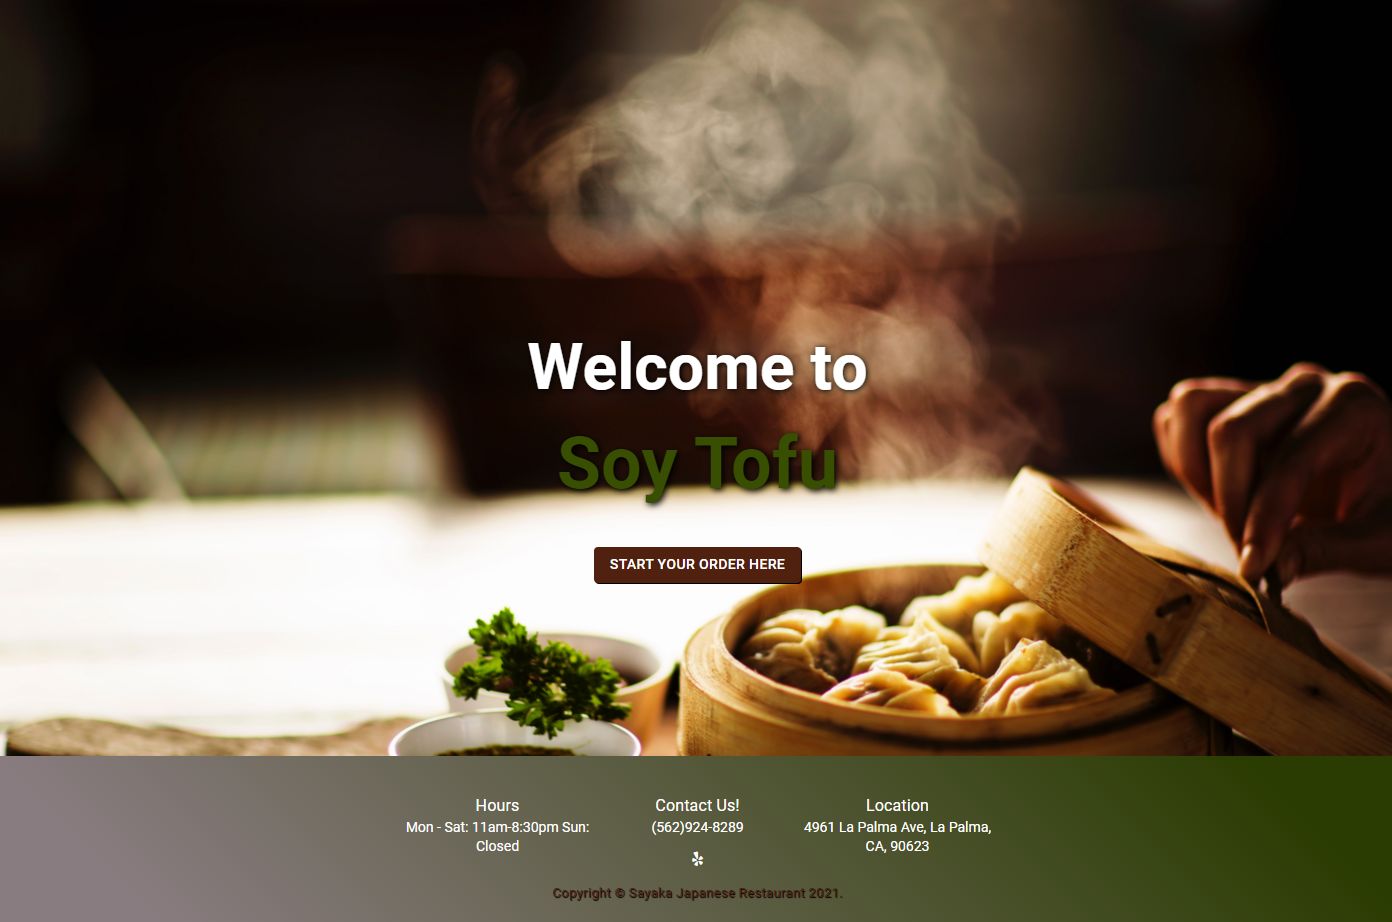 Welcome to
Soy Tofu
START YOUR ORDER HERE
Hours
Mon - Sat: 11am-8:30pm Sun:
Closed
Contact Us!
(562)924-8289
Location
4961 La Palma Ave, La Palma,
CA, 90623
Copyright © Sayaka Japanese Restaurant 2021.